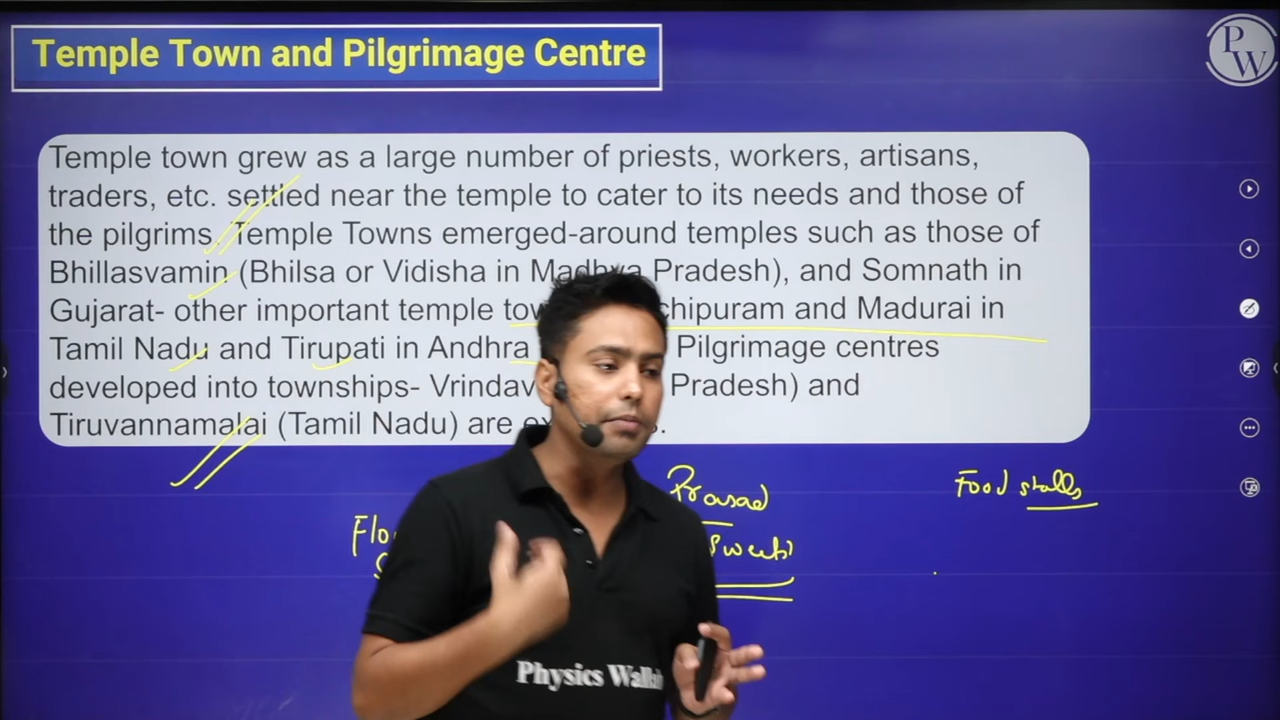 Temple Town and Pilgrimage Centre
PW
Temple town grew as a large number of priests, workers, artisans,
traders, etc. settled near the temple to cater to its needs and those of
the pilgrims. Temple Towns emerged-around temples such as those of
Bhillasvamin (Bhilsa or Vidisha in Madhya Pradesh), and Somnath in
Gujarat- other important temple tow chipuram and Madurai in
Tamil Nadu and Tirupati in Andhra Pilgrimage centres
developed into townships- Vrindav Pradesh) and
Tiruvannamalai (Tamil Nadu) are ex .
Prasad Food stalls
Flo Sweets
Physics Walla